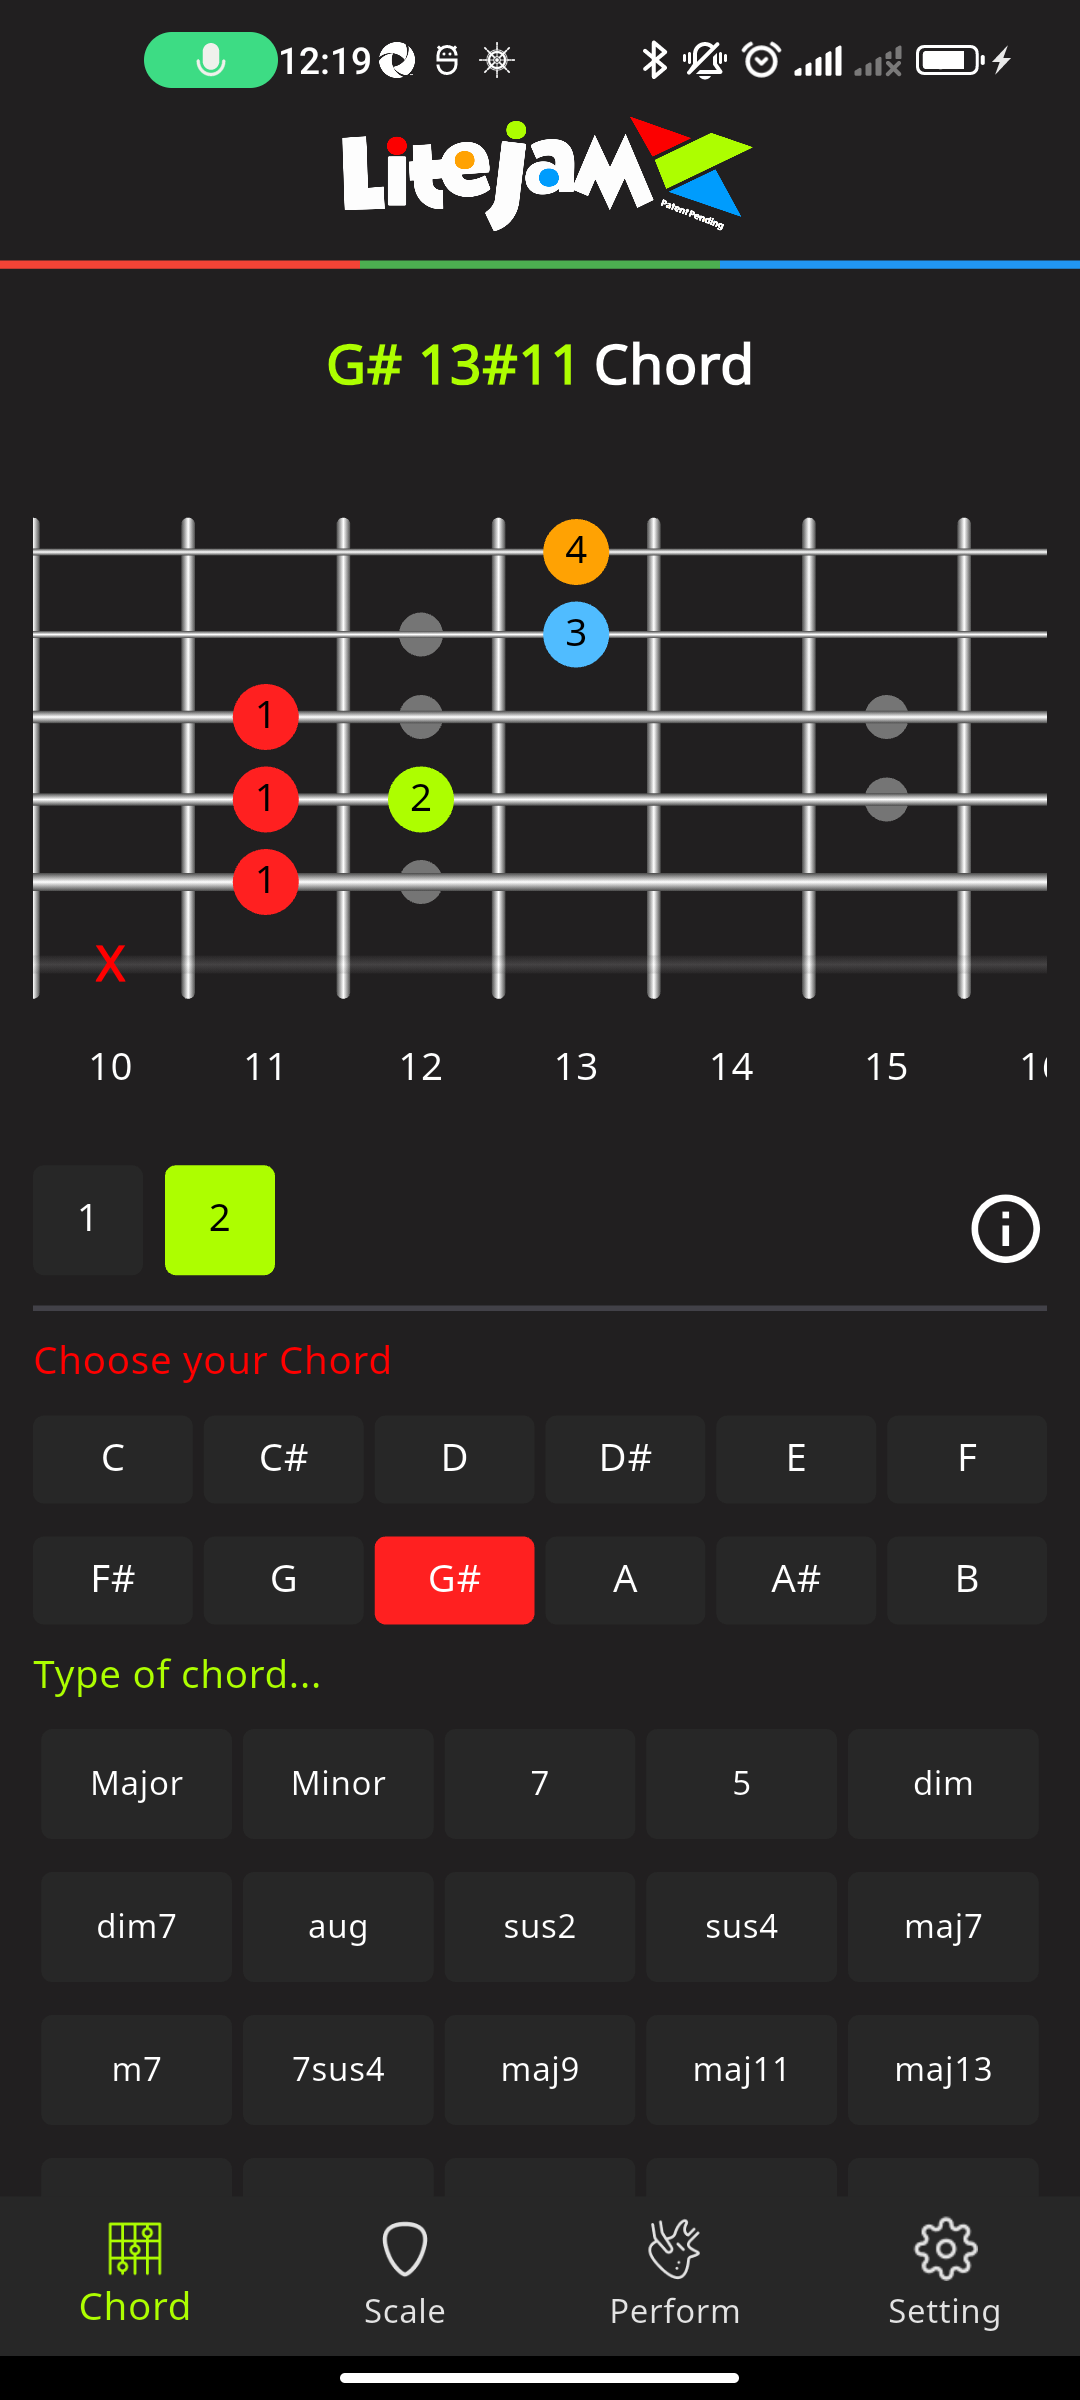 12:19
LiteJam
Patent Pending
G# 13#11 Chord
4
3
1
1 2
1
X
10 11 12 13 14 15
1 2
Choose your Chord
C C# D D# E F
F# G G# A A# B
Type of chord...
Major Minor 7 5 dim
dim7 aug sus2 sus4 maj7
m7 7sus4 maj9 maj11 maj13
Chord Scale Perform Setting